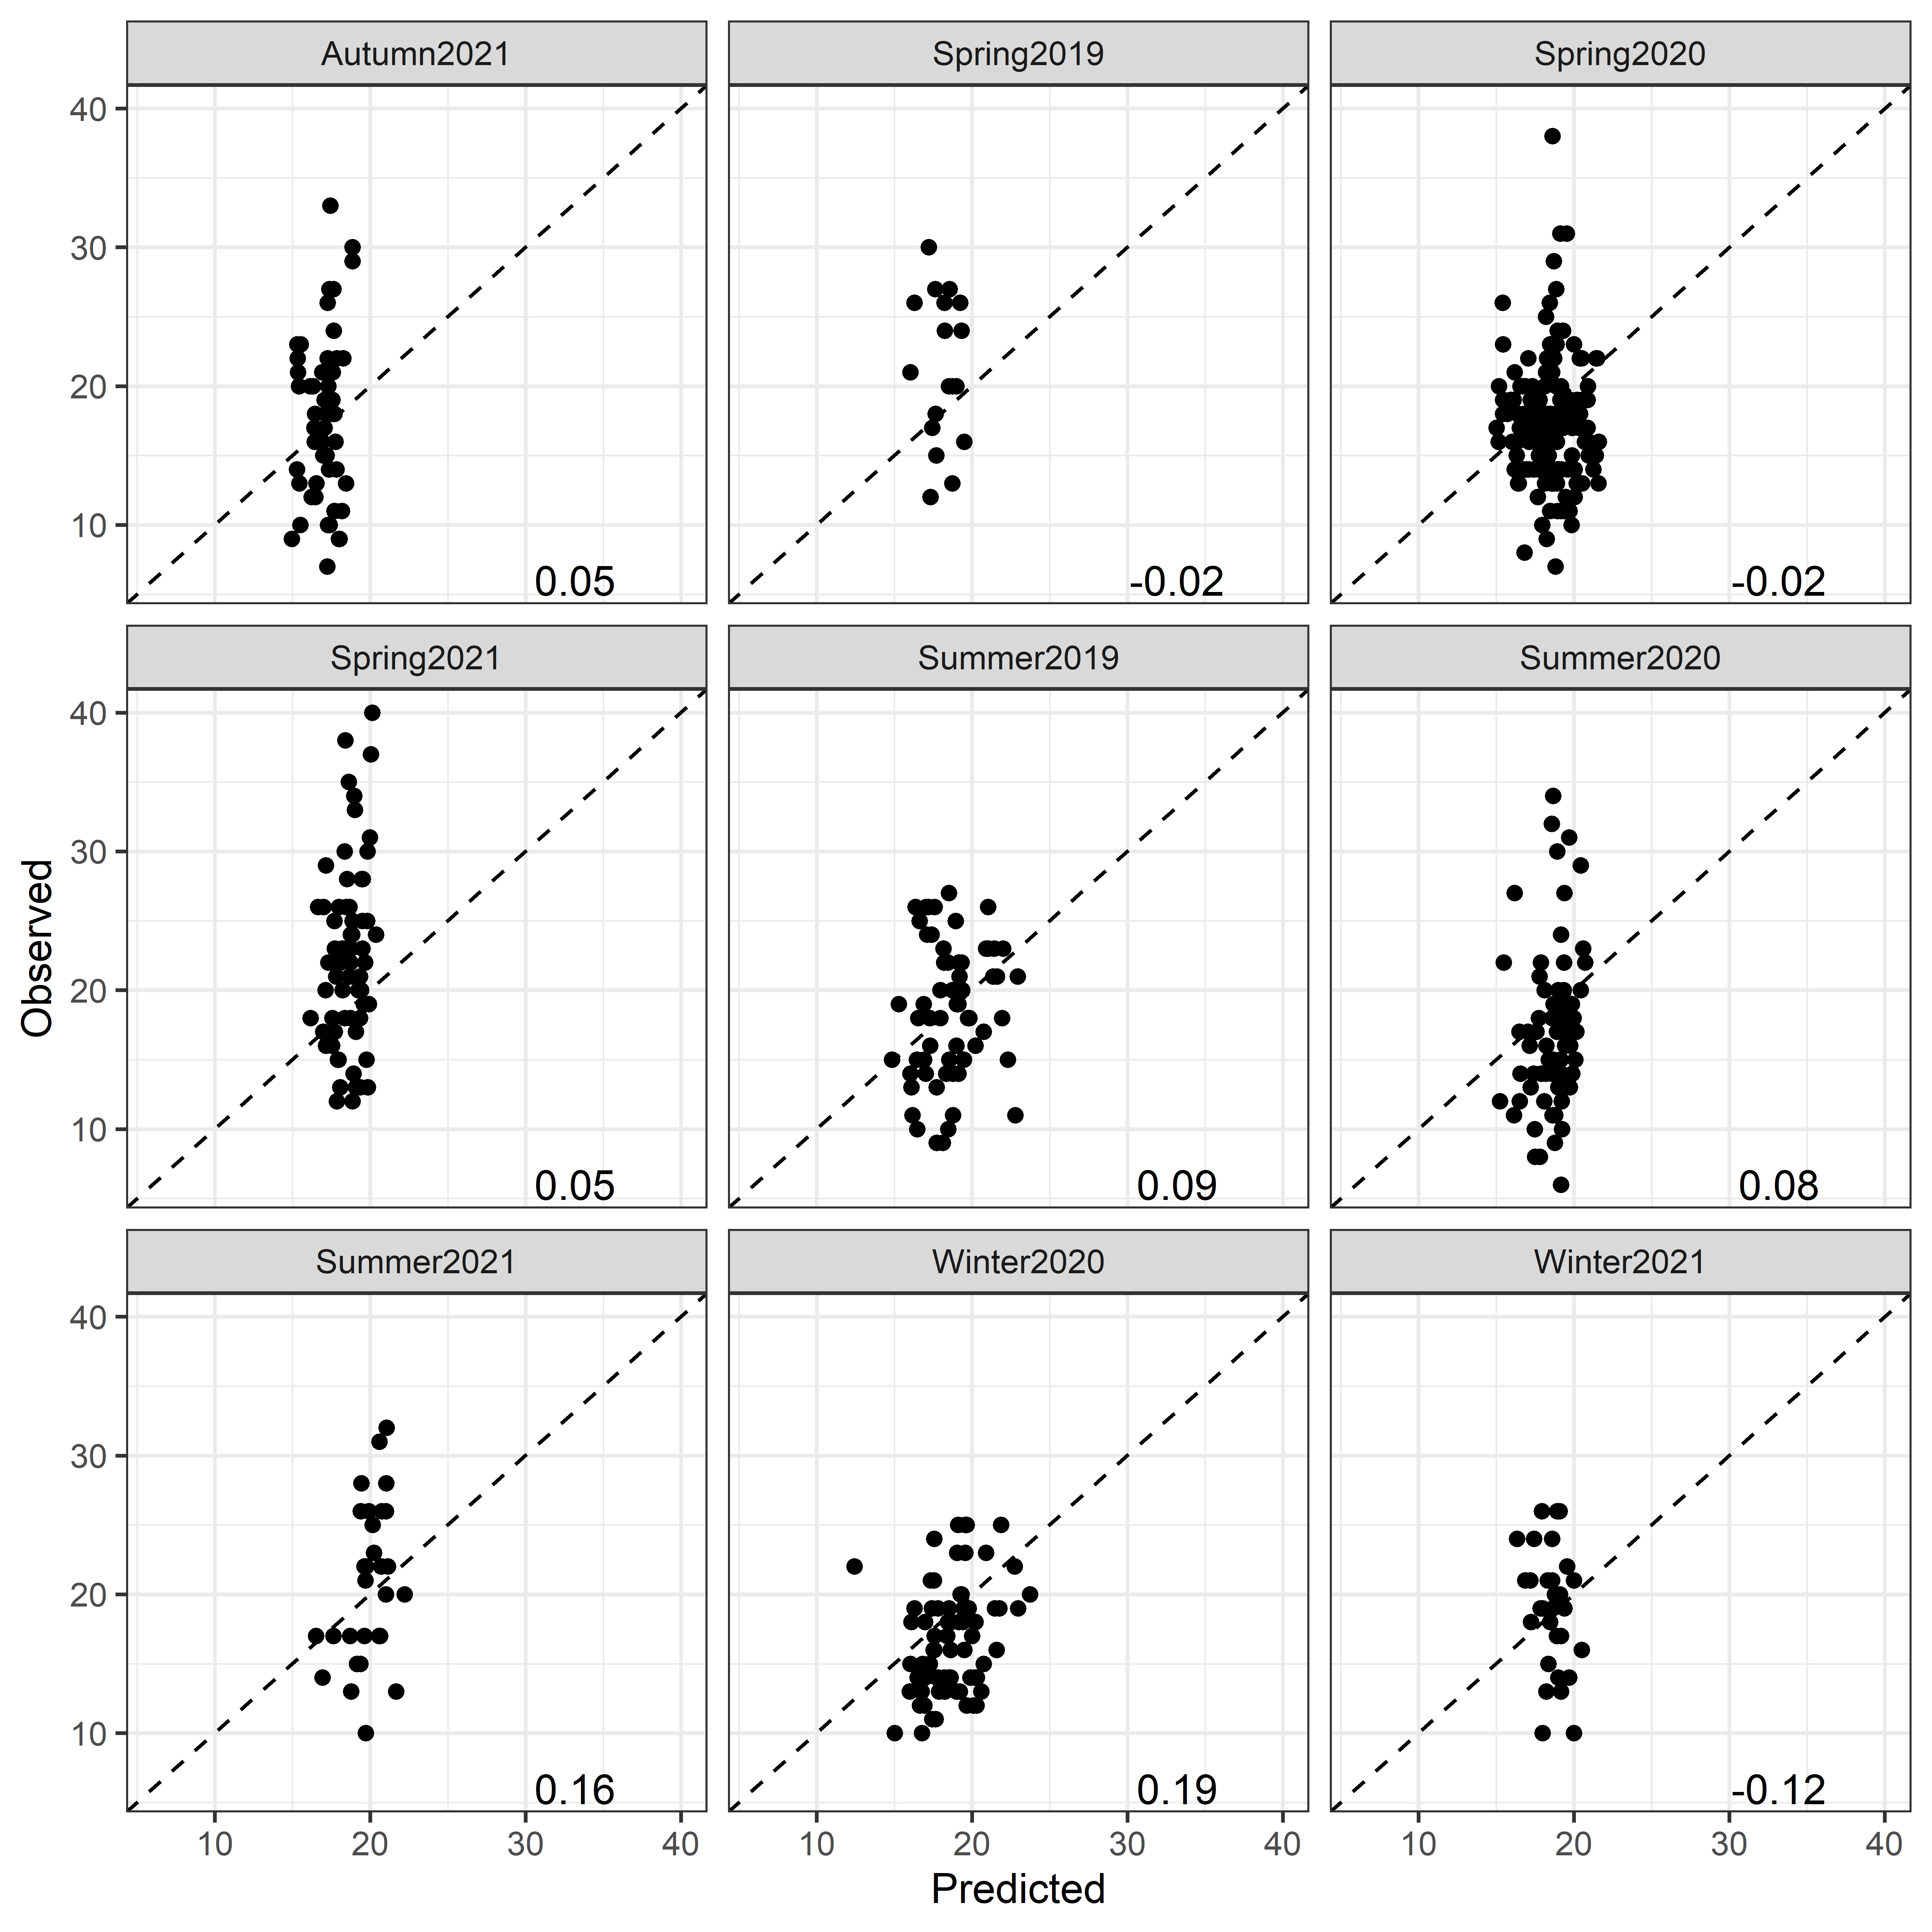 Autumn2021 Spring2019 Spring2020
40
30
20
10
0.05 -0.02 -0.02
Spring2021 Summer2019 Summer2020
40
30
20
10
0.05 0.09 0.08
Observed
Summer2021 Winter2020 Winter2021
40
30
20
10
0.16 0.19 -0.12
10 20 30 40 10 20 30 40 10 20 30 40
Predicted